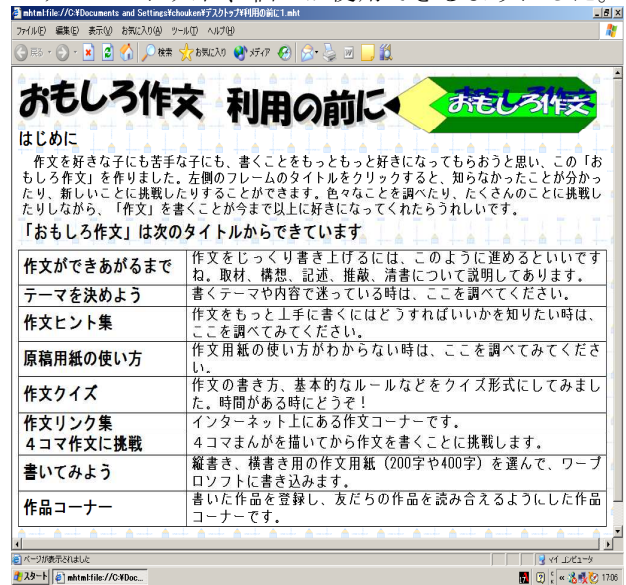 mhtml:file://C:¥Documents and Settings¥chouken¥デスクトップ¥利用の前に1.mht
ファイル(F) 編集(E) 表示(V) お気に入り(A) ツール(T) ヘルプ(H)
戻る 検索 お気に入り メディア
おもしろ作文 利用の前に おもしろ作文
はじめに
作文を好きな子にも苦手な子にも、書くことをもっともっと好きになってもらおうと思い、この「お
もしろ作文」を作りました。左側のフレームのタイトルをクリックすると、知らなかったことが分かっ
たり、新しいことに挑戦したりすることができます。色々なことを調べたり、たくさんのことに挑戦し
たりしながら、「作文」を書くことが今まで以上に好きになってくれたらうれしいです。
「おもしろ作文」は次のタイトルからできています
作文ができあがるまで
作文をじっくり書き上げるには、このように進めるといいです
ね。取材、構想、記述、推敲、清書について説明してあります。
テーマを決めよう
書くテーマや内容で迷っている時は、ここを調べてください。
作文ヒント集
作文をもっと上手に書くにはどうすればいいかを知りたい時は、
ここを調べてみてください。
原稿用紙の使い方
作文用紙の使い方がわからない時は、ここを調べてみてくださ
い。
作文クイズ
作文の書き方、基本的なルールなどをクイズ形式にしてみまし
た。時間がある時にどうぞ！
作文リンク集
インターネット上にある作文コーナーです。
４コマ作文に挑戦
４コマまんがを描いてから作文を書くことに挑戦します。
書いてみよう
縦書き、横書き用の作文用紙（200字や400字）を選んで、ワープ
ロソフトに書き込みます。
作品コーナー
書いた作品を登録し、友だちの作品を読み合えるようにした作品
コーナーです。
ページが表示されました
マイ コンピュータ
スタート mhtml:file://C:¥Doc...
17:06